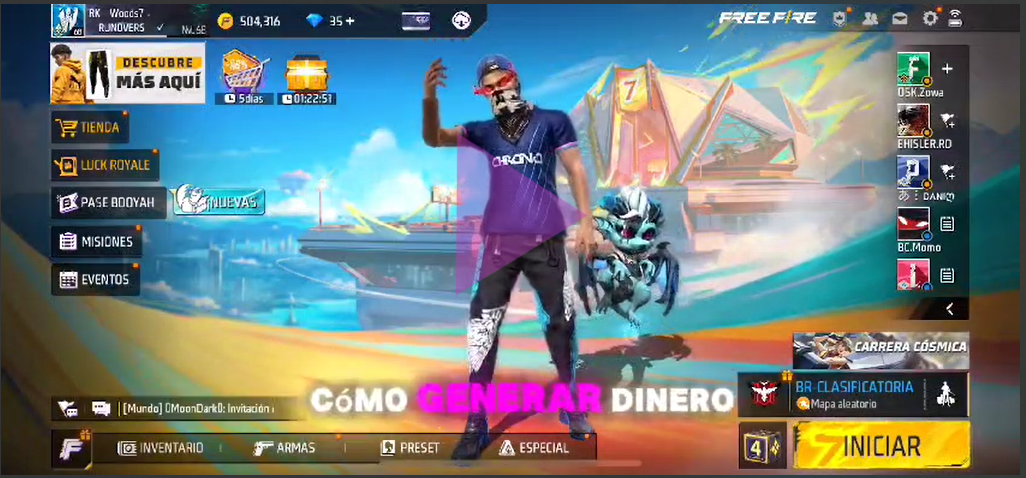 RK Woods7
RUNOVERS
504,316
35 +
FREE FIRE
DESCUBRE
MÁS AQUÍ
5días
01:22:51
7
TIENDA
LUCK ROYALE
PASE BOOYAH
¡NUEVAS
MISIONES
EVENTOS
CHRONO
OSK.Zowa
EHISLER.RD
BC.Momo
CARRERA CÓSMICA
CÓMO GENERAR DINERO
BR-CLASIFICATORIA
Mapa aleatorio
[Mundo] OMoonDarkO: Invitación
INVENTARIO
ARMAS
PRESET
ESPECIAL
4
INICIAR